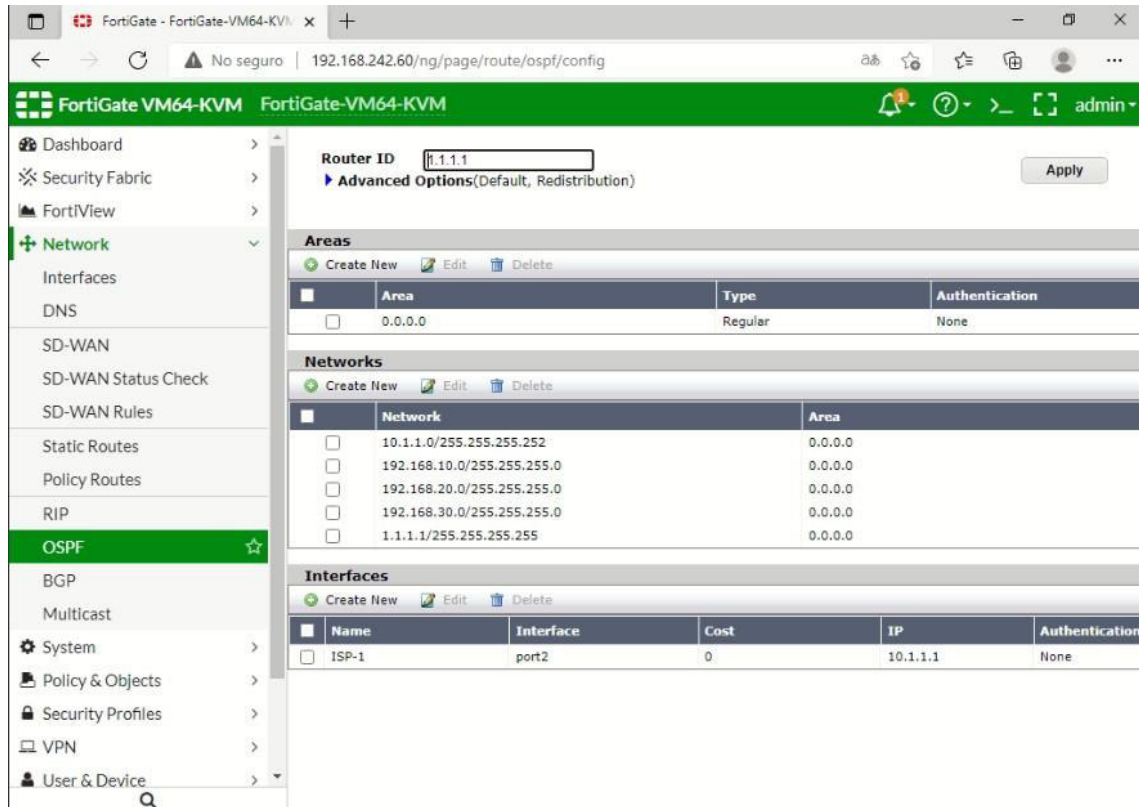 FortiGate - FortiGate-VM64-KVM
No seguro | 192.168.242.60/ng/page/route/ospf/config
FortiGate VM64-KVM FortiGate-VM64-KVM 1 admin
Dashboard
Security Fabric
FortiView
Network
Interfaces
DNS
SD-WAN
SD-WAN Status Check
SD-WAN Rules
Static Routes
Policy Routes
RIP
OSPF
BGP
Multicast
System
Policy & Objects
Security Profiles
VPN
User & Device
Router ID 1.1.1.1
Advanced Options(Default, Redistribution)
Apply
Areas
Create New Edit Delete
Area Type Authentication
0.0.0.0 Regular None
Networks
Create New Edit Delete
Network Area
10.1.1.0/255.255.255.252 0.0.0.0
192.168.10.0/255.255.255.0 0.0.0.0
192.168.20.0/255.255.255.0 0.0.0.0
192.168.30.0/255.255.255.0 0.0.0.0
1.1.1.1/255.255.255.255 0.0.0.0
Interfaces
Create New Edit Delete
Name Interface Cost IP Authentication
ISP-1 port2 0 10.1.1.1 None